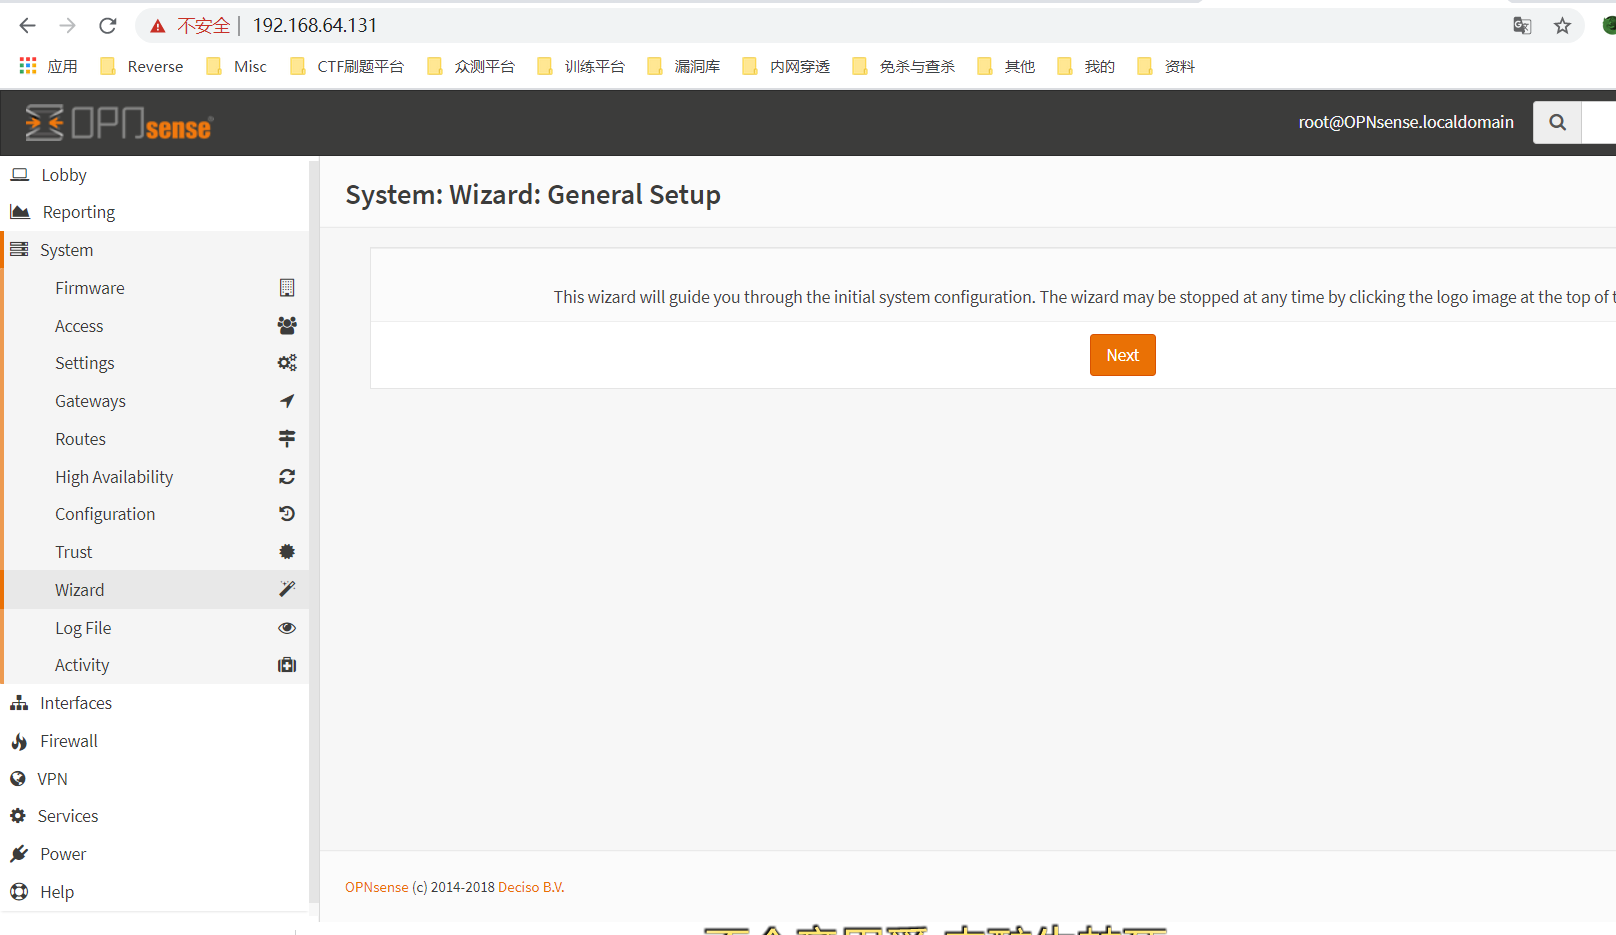 不安全 | 192.168.64.131
应用 Reverse Misc CTF刷题平台 众测平台 训练平台 漏洞库 内网穿透 免杀与查杀 其他 我的 资料
OPNsense
root@OPNsense.localdomain
Lobby
Reporting
System
Firmware
Access
Settings
Gateways
Routes
High Availability
Configuration
Trust
Wizard
Log File
Activity
Interfaces
Firewall
VPN
Services
Power
Help
System: Wizard: General Setup
This wizard will guide you through the initial system configuration. The wizard may be stopped at any time by clicking the logo image at the top of
Next
OPNsense (c) 2014-2018 Deciso B.V.